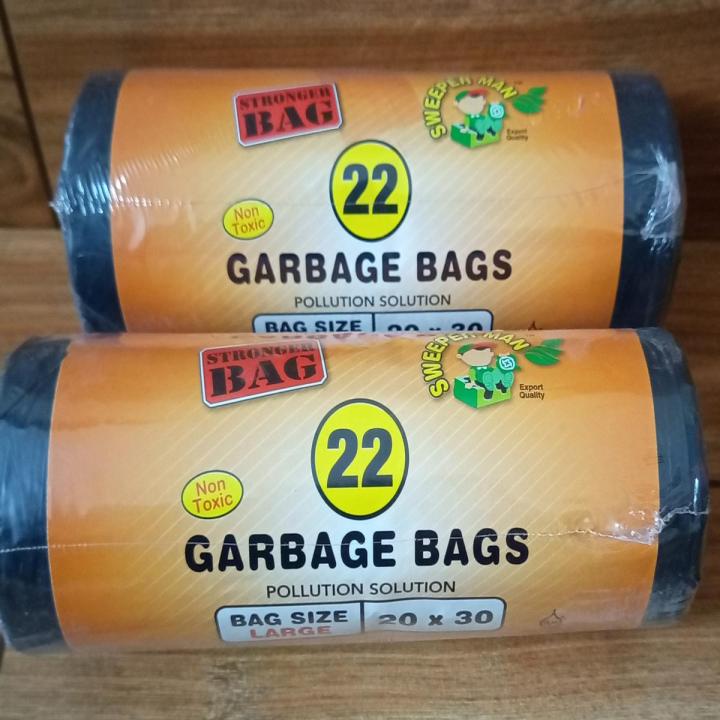 STRONGER
BAG
SWEEPER MAN
Export
Quality
22
Non
Toxic
GARBAGE BAGS
POLLUTION SOLUTION
BAG SIZE 20 x 30
STRONGER
BAG
SWEEPER MAN
Export
Quality
22
Non
Toxic
GARBAGE BAGS
POLLUTION SOLUTION
BAG SIZE 20 x 30
LARGE